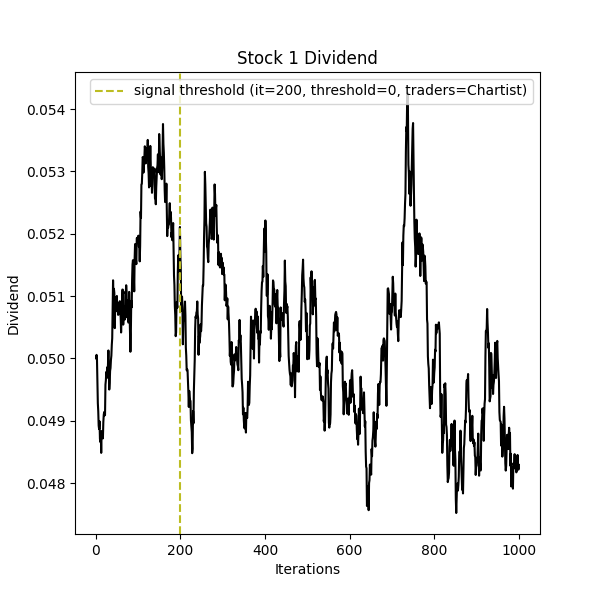 Stock 1 Dividend
signal threshold (it=200, threshold=0, traders=Chartist)
0.054
0.053
0.052
0.051
0.050
0.049
0.048
Dividend
0 200 400 600 800 1000
Iterations